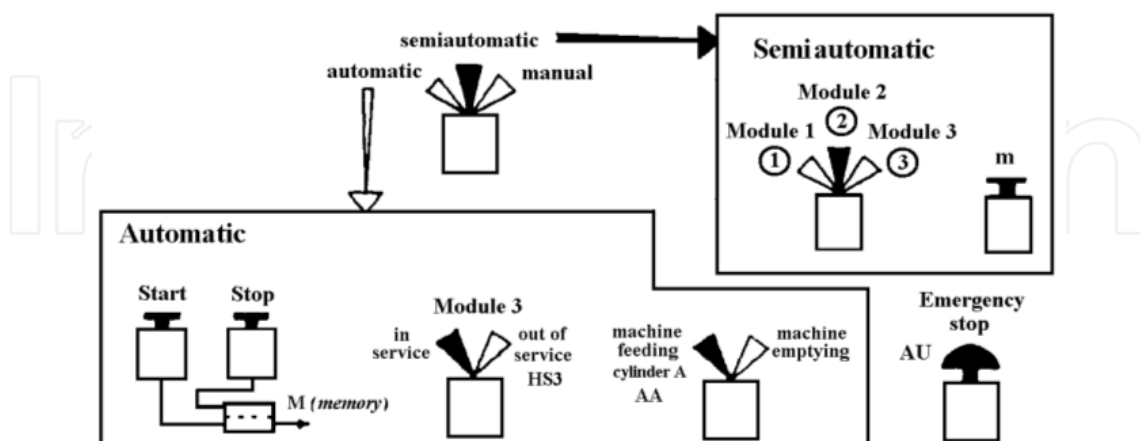 semiautomatic
automatic
manual
Semiautomatic
Module 2
Module 1
Module 3
2
1
3
m
Automatic
Start
Stop
Module 3
in
service
out of
service
HS3
machine
feeding
cylinder A
AA
machine
emptying
Emergency
stop
AU
M (memory)